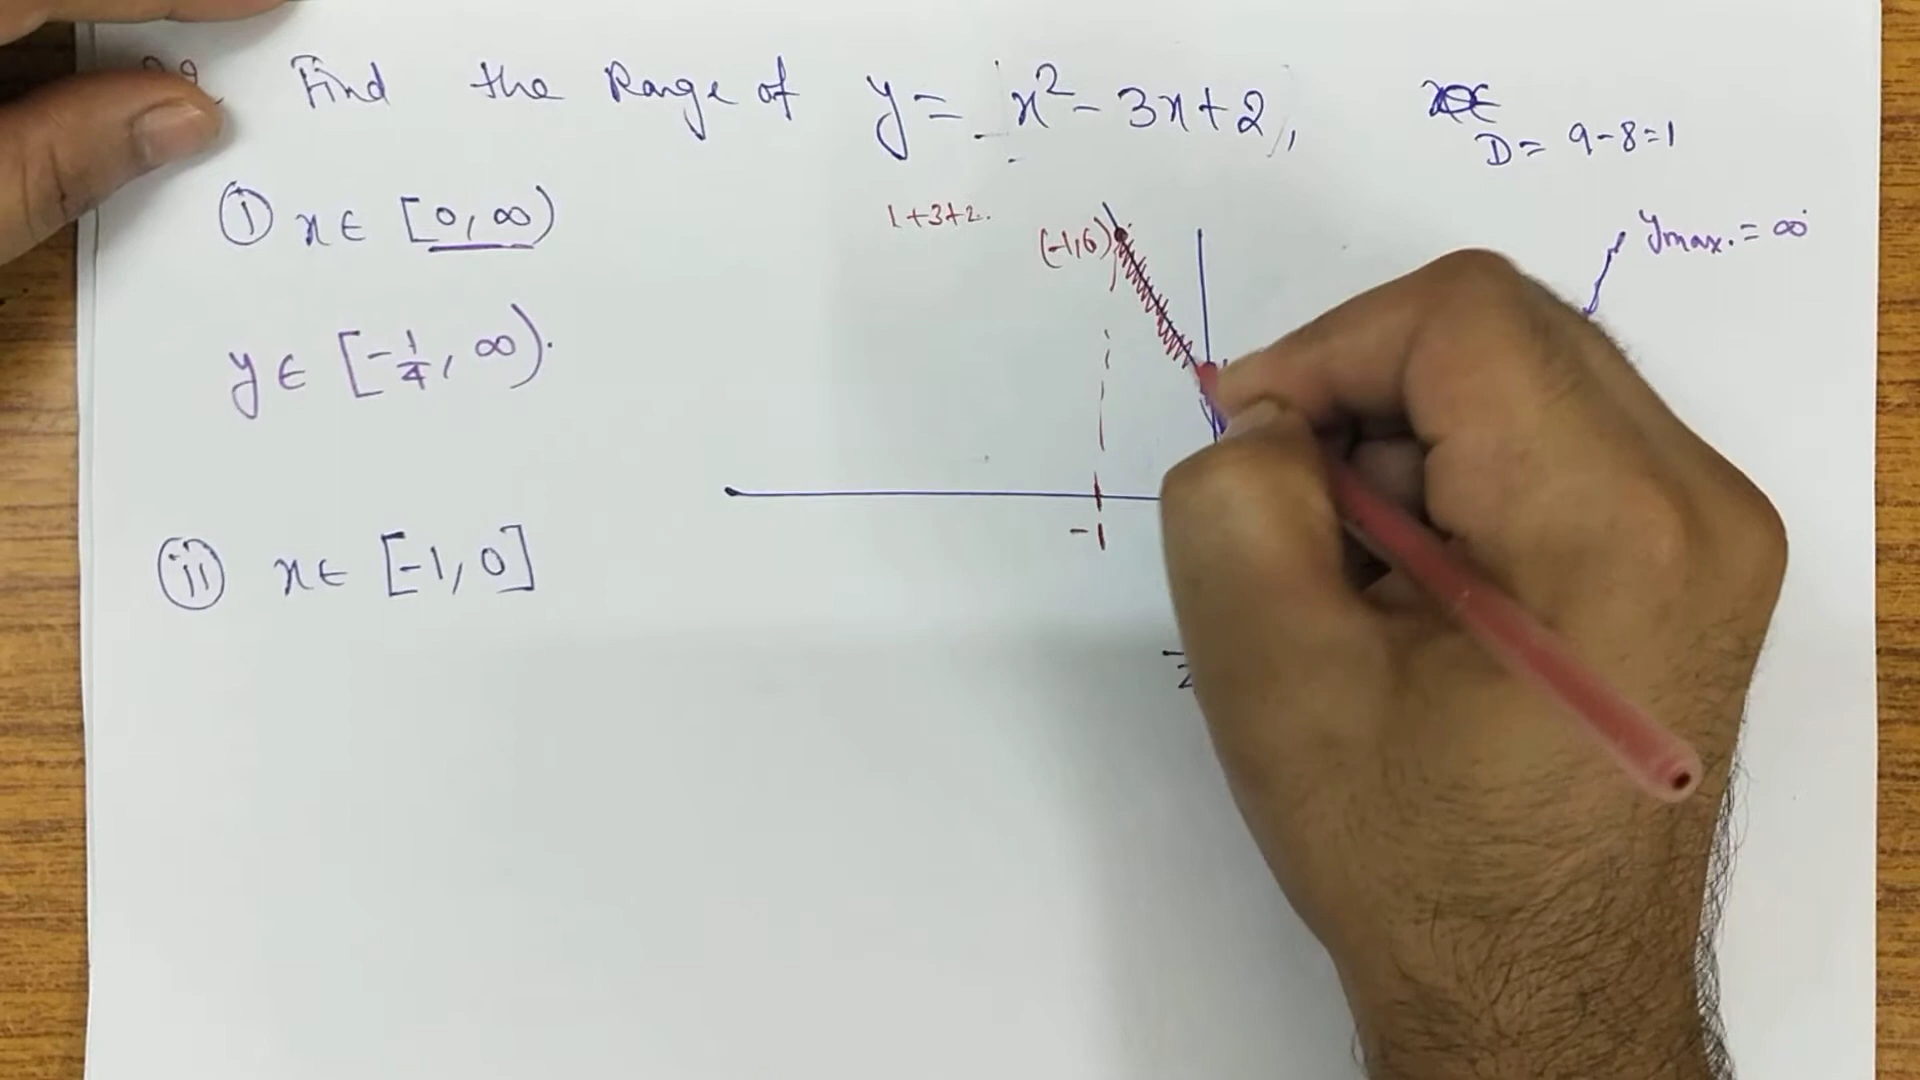 Find the Range of y = x² - 3x + 2,
D = 9-8=1
(i) x ∈ [0, ∞)
1+3+2.
(-1,6)
ymax. = ∞
y ∈ [-1/4, ∞).
-1
(ii) x ∈ [-1, 0]